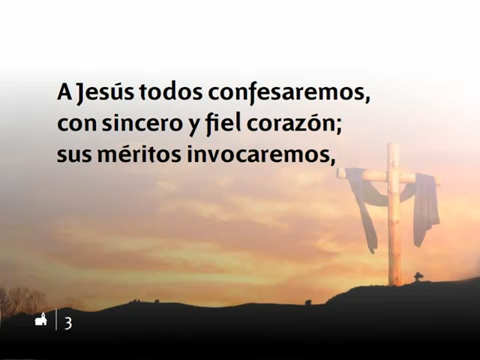 A Jesús todos confesaremos,
con sincero y fiel corazón;
sus méritos invocaremos,
3